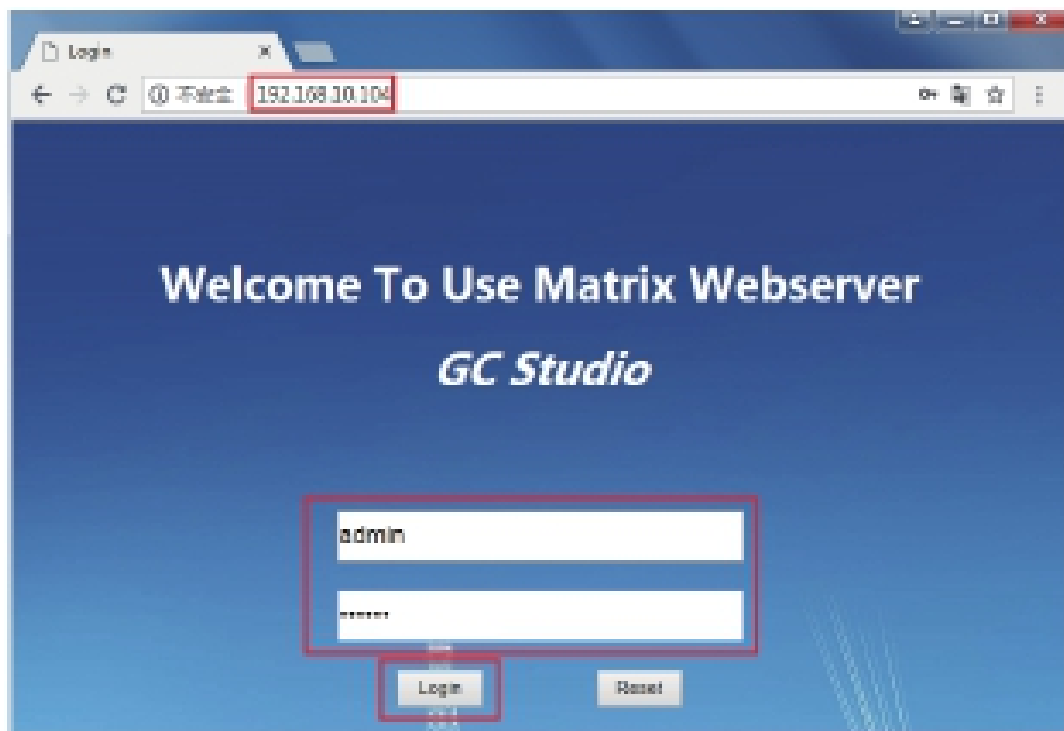 Login
不安全 192.168.10.104
Welcome To Use Matrix Webserver
GC Studio
admin
Login Reset